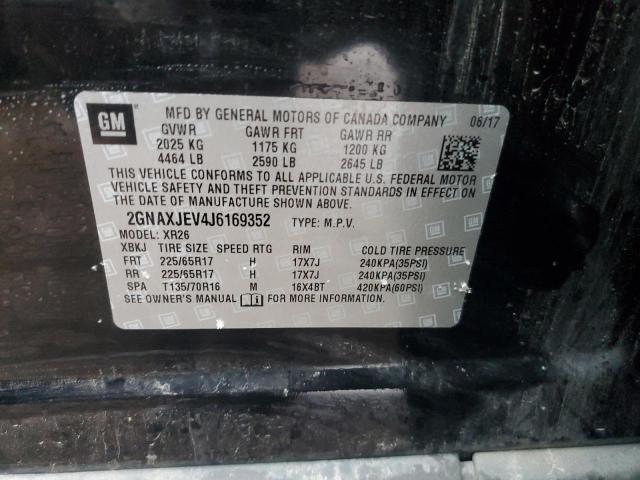 GM
MFD BY GENERAL MOTORS OF CANADA COMPANY 06/17
GVWR GAWR FRT GAWR RR
2025 KG 1175 KG 1200 KG
4464 LB 2590 LB 2645 LB
THIS VEHICLE CONFORMS TO ALL APPLICABLE U.S. FEDERAL MOTOR
VEHICLE SAFETY AND THEFT PREVENTION STANDARDS IN EFFECT ON
THE DATE OF MANUFACTURE SHOWN ABOVE.
2GNAXJEV4J6169352 TYPE: M.P.V.
MODEL: XR26
XBKJ TIRE SIZE SPEED RTG RIM COLD TIRE PRESSURE
FRT 225/65R17 H 17X7J 240KPA(35PSI)
RR 225/65R17 H 17X7J 240KPA(35PSI)
SPA T135/70R16 M 16X4BT 420KPA(60PSI)
SEE OWNER'S MANUAL FOR MORE INFORMATION.